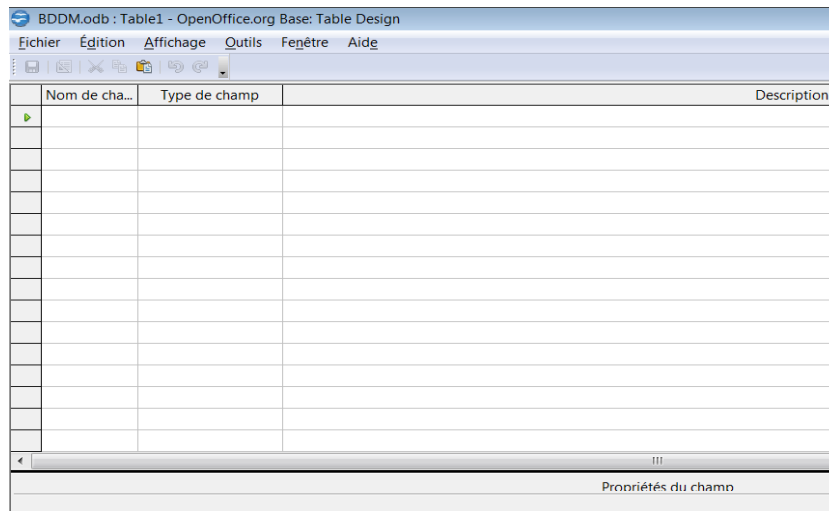 BDDM.odb : Table1 - OpenOffice.org Base: Table Design
Fichier Édition Affichage Outils Fenêtre Aide
Nom de cha... Type de champ Description
Propriétés du champ